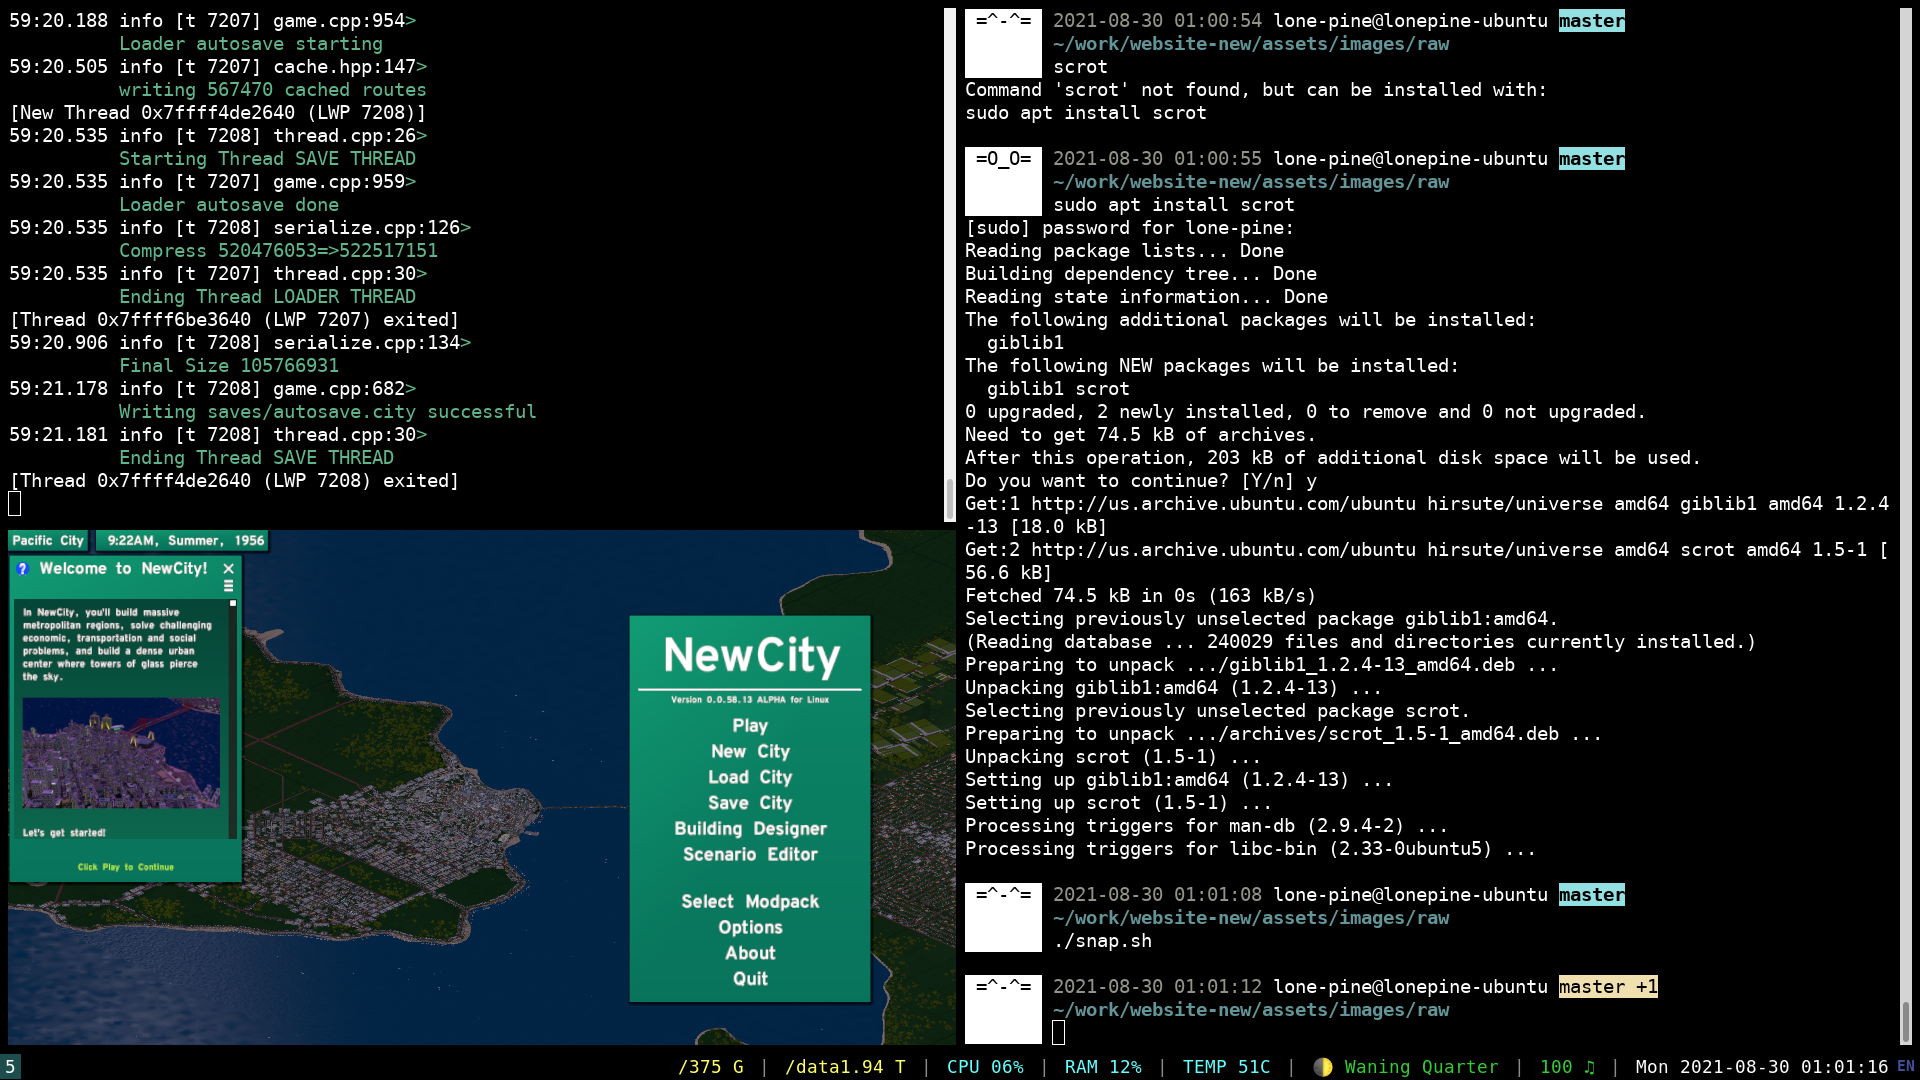 59:20.188 info [t 7207] game.cpp:954>
Loader autosave starting
59:20.505 info [t 7207] cache.hpp:147>
writing 567470 cached routes
[New Thread 0x7ffff4de2640 (LWP 7208)]
59:20.535 info [t 7208] thread.cpp:26>
Starting Thread SAVE THREAD
59:20.535 info [t 7207] game.cpp:959>
Loader autosave done
59:20.535 info [t 7208] serialize.cpp:126>
Compress 520476053=>522517151
59:20.535 info [t 7207] thread.cpp:30>
Ending Thread LOADER THREAD
[Thread 0x7ffff6be3640 (LWP 7207) exited]
59:20.906 info [t 7208] serialize.cpp:134>
Final Size 105766931
59:21.178 info [t 7208] game.cpp:682>
Writing saves/autosave.city successful
59:21.181 info [t 7208] thread.cpp:30>
Ending Thread SAVE THREAD
[Thread 0x7ffff4de2640 (LWP 7208) exited]
Pacific City
9:22AM, Summer, 1956
? Welcome to NewCity!
In NewCity, you'll build massive
metropolitan regions, solve challenging
economic, transportation and social
problems, and build a dense urban
center where towers of glass pierce
the sky.
Let's get started!
Click Play to Continue
NewCity
Version 0.0.58.13 ALPHA for Linux
Play
New City
Load City
Save City
Building Designer
Scenario Editor
Select Modpack
Options
About
Quit
=^-^= 2021-08-30 01:00:54 lone-pine@lonepine-ubuntu master
~/work/website-new/assets/images/raw
scrot
Command 'scrot' not found, but can be installed with:
sudo apt install scrot
=O_O= 2021-08-30 01:00:55 lone-pine@lonepine-ubuntu master
~/work/website-new/assets/images/raw
sudo apt install scrot
[sudo] password for lone-pine:
Reading package lists... Done
Building dependency tree... Done
Reading state information... Done
The following additional packages will be installed:
giblib1
The following NEW packages will be installed:
giblib1 scrot
0 upgraded, 2 newly installed, 0 to remove and 0 not upgraded.
Need to get 74.5 kB of archives.
After this operation, 203 kB of additional disk space will be used.
Do you want to continue? [Y/n] y
Get:1 http://us.archive.ubuntu.com/ubuntu hirsute/universe amd64 giblib1 amd64 1.2.4
-13 [18.0 kB]
Get:2 http://us.archive.ubuntu.com/ubuntu hirsute/universe amd64 scrot amd64 1.5-1 [
56.6 kB]
Fetched 74.5 kB in 0s (163 kB/s)
Selecting previously unselected package giblib1:amd64.
(Reading database ... 240029 files and directories currently installed.)
Preparing to unpack .../giblib1_1.2.4-13_amd64.deb ...
Unpacking giblib1:amd64 (1.2.4-13) ...
Selecting previously unselected package scrot.
Preparing to unpack .../archives/scrot_1.5-1_amd64.deb ...
Unpacking scrot (1.5-1) ...
Setting up giblib1:amd64 (1.2.4-13) ...
Setting up scrot (1.5-1) ...
Processing triggers for man-db (2.9.4-2) ...
Processing triggers for libc-bin (2.33-0ubuntu5) ...
=^-^= 2021-08-30 01:01:08 lone-pine@lonepine-ubuntu master
~/work/website-new/assets/images/raw
./snap.sh
=^-^= 2021-08-30 01:01:12 lone-pine@lonepine-ubuntu master +1
~/work/website-new/assets/images/raw
5 /375 G | /data1.94 T | CPU 06% | RAM 12% | TEMP 51C | 🌗 Waning Quarter | 100 ♫ | Mon 2021-08-30 01:01:16 EN